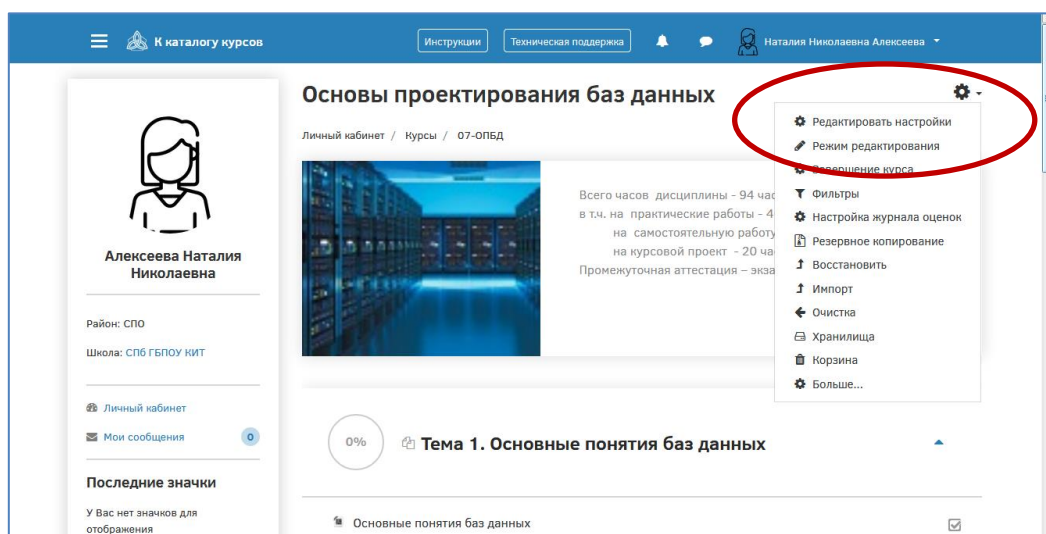 К каталогу курсов
Инструкции
Техническая поддержка
Наталия Николаевна Алексеева
Алексеева Наталия
Николаевна
Район: СПО
Школа: СПб ГБПОУ КИТ
Личный кабинет
Мои сообщения 0
Последние значки
У Вас нет значков для
отображения
Основы проектирования баз данных
Личный кабинет / Курсы / 07-ОПБД
Всего часов дисциплины - 94
в т.ч. на практические работы - 4
на самостоятельную работу
на курсовой проект - 20
Промежуточная аттестация –
Редактировать настройки
Режим редактирования
Завершение курса
Фильтры
Настройка журнала оценок
Резервное копирование
Восстановить
Импорт
Очистка
Хранилища
Корзина
Больше...
0%
Тема 1. Основные понятия баз данных
Основные понятия баз данных